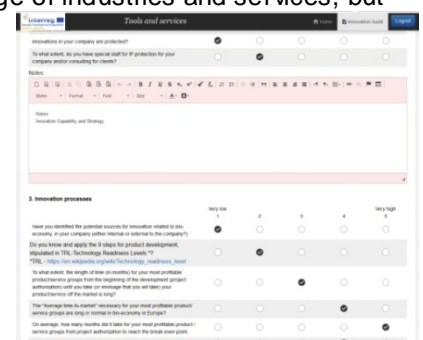 ge of industries and services, but
Interreg
Tools and services
Home
Innovation Audit
Logout
innovations in your company are protected?
To what extent, do you have special staff for IP protection for your
company and/or consulting for clients?
Notes:
Styles
Format
Font
Size
Notes
Innovation Capability and Strategy
3. Innovation processes
Very low
Very high
1 2 3 4 5
Have you identified the potential sources for innovation related to bio-
economy, in your company (either internal or external to the company?)
Do you know and apply the 9 steps for product development,
stipulated in TRL-Technology Readiness Levels *?
*TRL - https://en.wikipedia.org/wiki/Technology_readiness_level
To what extent, the length of time (in months) for your most profitable
product/service groups from the beginning of the development (project
authorization) until you take (or envisage that you will take) your
product/service off the market is long?
The "Average time-to-market" necessary for your most profitable product/
service groups are long or normal in bio-economy in Europe?
On average, how many months did it take for your most profitable product /
service groups from project authorization to reach the break even point